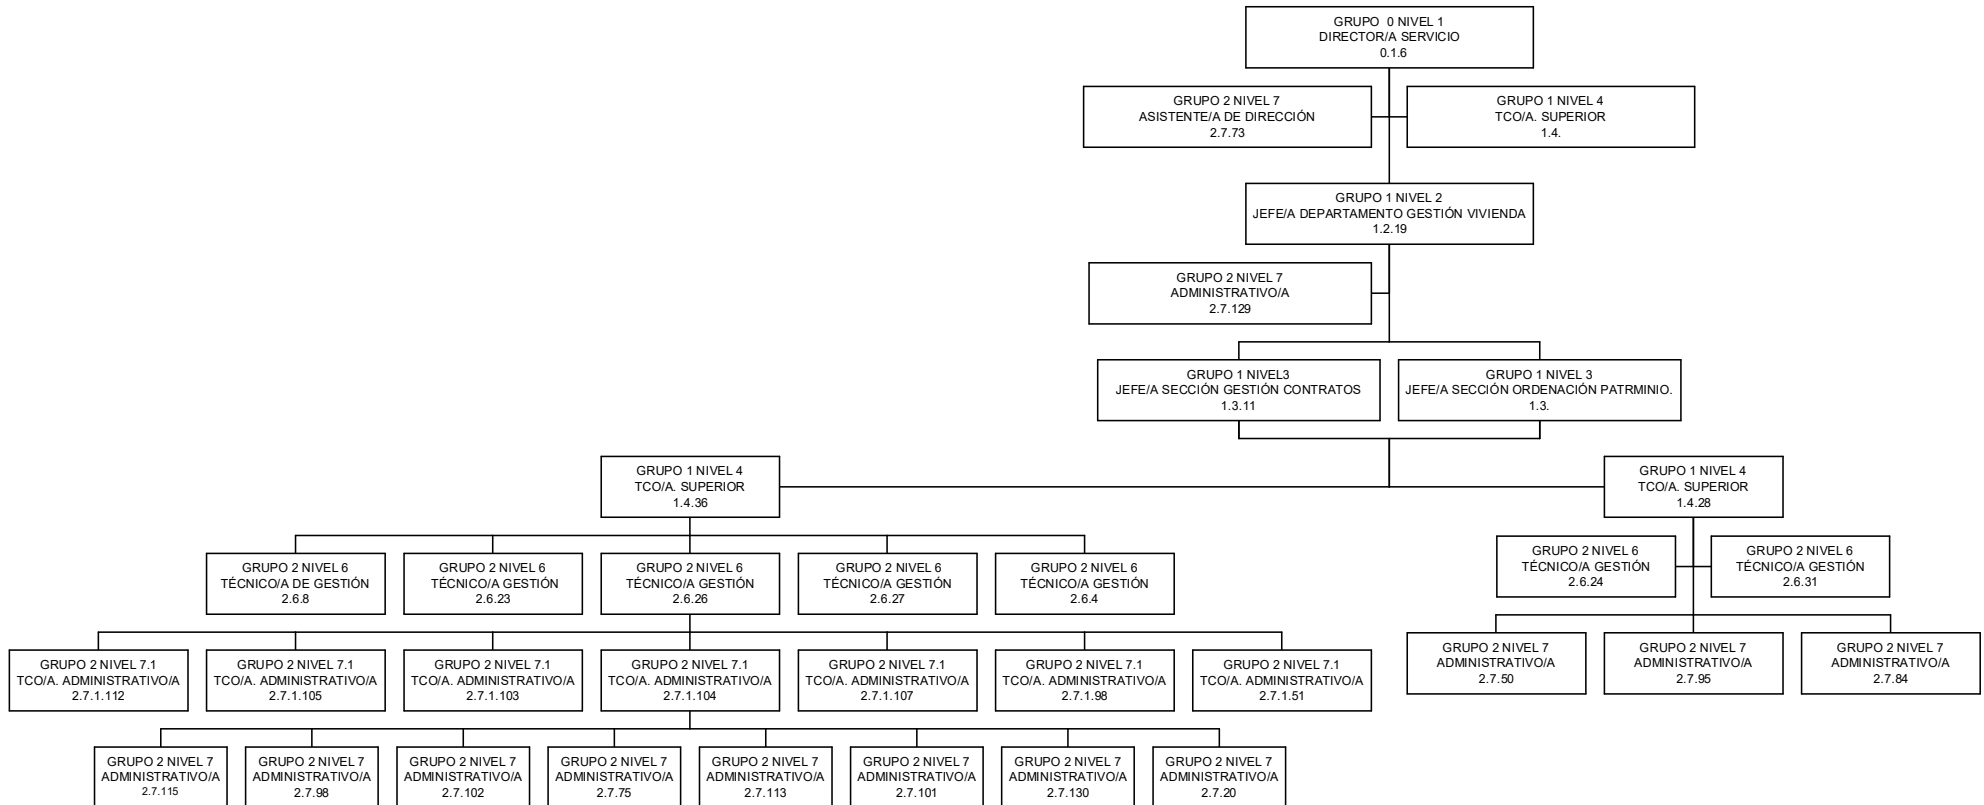 GRUPO  0 NIVEL 1
DIRECTOR/A SERVICIO
0.1.6
GRUPO 2 NIVEL 7
ASISTENTE/A DE DIRECCIÓN
2.7.73
GRUPO 1 NIVEL 4
TCO/A. SUPERIOR
1.4.
GRUPO 1 NIVEL 2
JEFE/A DEPARTAMENTO GESTIÓN VIVIENDA
1.2.19
GRUPO 2 NIVEL 7
ADMINISTRATIVO/A
2.7.129
GRUPO 1 NIVEL3
JEFE/A SECCIÓN GESTIÓN CONTRATOS
1.3.11
GRUPO 1 NIVEL 3
JEFE/A SECCIÓN ORDENACIÓN PATRMINIO.
1.3.
GRUPO 1 NIVEL 4
TCO/A. SUPERIOR
1.4.36
GRUPO 1 NIVEL 4
TCO/A. SUPERIOR
1.4.28
GRUPO 2 NIVEL 6
TÉCNICO/A DE GESTIÓN
2.6.8
GRUPO 2 NIVEL 6
TÉCNICO/A GESTIÓN
2.6.23
GRUPO 2 NIVEL 6
TÉCNICO/A GESTIÓN
2.6.26
GRUPO 2 NIVEL 6
TÉCNICO/A GESTIÓN
2.6.27
GRUPO 2 NIVEL 6
TÉCNICO/A GESTIÓN
2.6.4
GRUPO 2 NIVEL 6
TÉCNICO/A GESTIÓN
2.6.24
GRUPO 2 NIVEL 6
TÉCNICO/A GESTIÓN
2.6.31
GRUPO 2 NIVEL 7.1
TCO/A. ADMINISTRATIVO/A
2.7.1.112
GRUPO 2 NIVEL 7.1
TCO/A. ADMINISTRATIVO/A
2.7.1.105
GRUPO 2 NIVEL 7.1
TCO/A. ADMINISTRATIVO/A
2.7.1.103
GRUPO 2 NIVEL 7.1
TCO/A. ADMINISTRATIVO/A
2.7.1.104
GRUPO 2 NIVEL 7.1
TCO/A. ADMINISTRATIVO/A
2.7.1.107
GRUPO 2 NIVEL 7.1
TCO/A. ADMINISTRATIVO/A
2.7.1.98
GRUPO 2 NIVEL 7.1
TCO/A. ADMINISTRATIVO/A
2.7.1.51
GRUPO 2 NIVEL 7
ADMINISTRATIVO/A
2.7.50
GRUPO 2 NIVEL 7
ADMINISTRATIVO/A
2.7.95
GRUPO 2 NIVEL 7
ADMINISTRATIVO/A
2.7.84
GRUPO 2 NIVEL 7
ADMINISTRATIVO/A
2.7.115
GRUPO 2 NIVEL 7
ADMINISTRATIVO/A
2.7.98
GRUPO 2 NIVEL 7
ADMINISTRATIVO/A
2.7.102
GRUPO 2 NIVEL 7
ADMINISTRATIVO/A
2.7.75
GRUPO 2 NIVEL 7
ADMINISTRATIVO/A
2.7.113
GRUPO 2 NIVEL 7
ADMINISTRATIVO/A
2.7.101
GRUPO 2 NIVEL 7
ADMINISTRATIVO/A
2.7.130
GRUPO 2 NIVEL 7
ADMINISTRATIVO/A
2.7.20